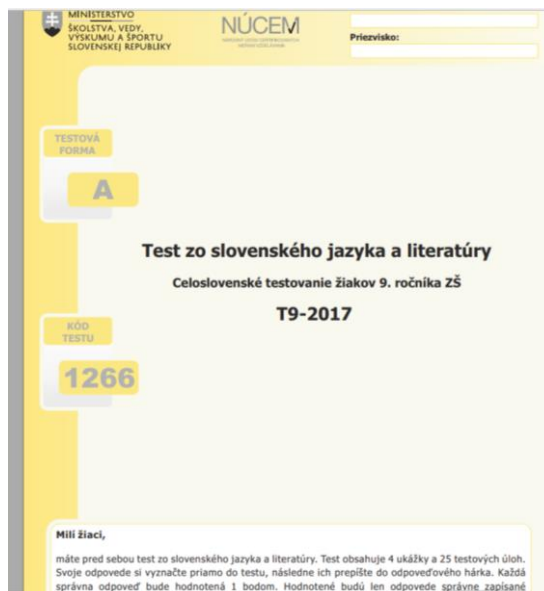 MINISTERSTVO
ŠKOLSTVA, VEDY,
VÝSKUMU A ŠPORTU
SLOVENSKEJ REPUBLIKY
NÚCEM
Priezvisko:
TESTOVÁ
FORMA
A
Test zo slovenského jazyka a literatúry
Celoslovenské testovanie žiakov 9. ročníka ZŠ
T9-2017
KÓD
TESTU
1266
Milí žiaci,
máte pred sebou test zo slovenského jazyka a literatúry. Test obsahuje 4 ukážky a 25 testových úloh.
Svoje odpovede si vyznačte priamo do testu, následne ich prepíšte do odpoveďového hárka. Každá
správna odpoveď bude hodnotená 1 bodom. Hodnotené budú len odpovede správne zapísané